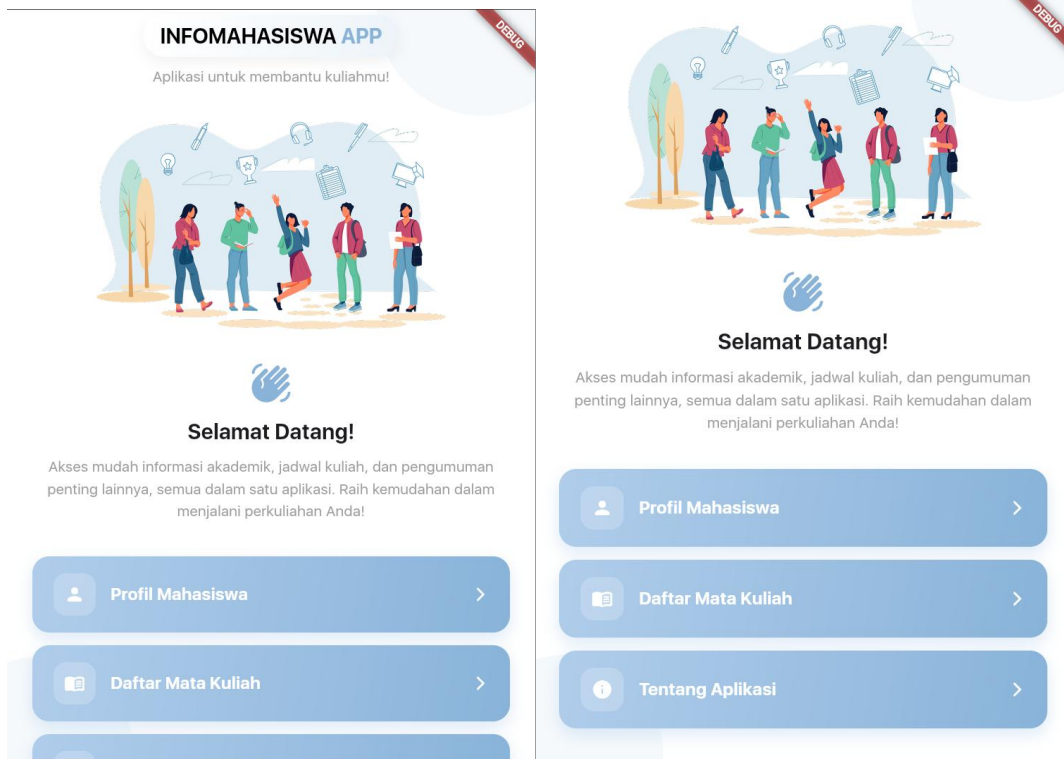 INFOMAHASISWA APP
DEBUG
Aplikasi untuk membantu kuliahmu!
Selamat Datang!
Akses mudah informasi akademik, jadwal kuliah, dan pengumuman
penting lainnya, semua dalam satu aplikasi. Raih kemudahan dalam
menjalani perkuliahan Anda!
Profil Mahasiswa
Daftar Mata Kuliah
DEBUG
Selamat Datang!
Akses mudah informasi akademik, jadwal kuliah, dan pengumuman
penting lainnya, semua dalam satu aplikasi. Raih kemudahan dalam
menjalani perkuliahan Anda!
Profil Mahasiswa
Daftar Mata Kuliah
Tentang Aplikasi